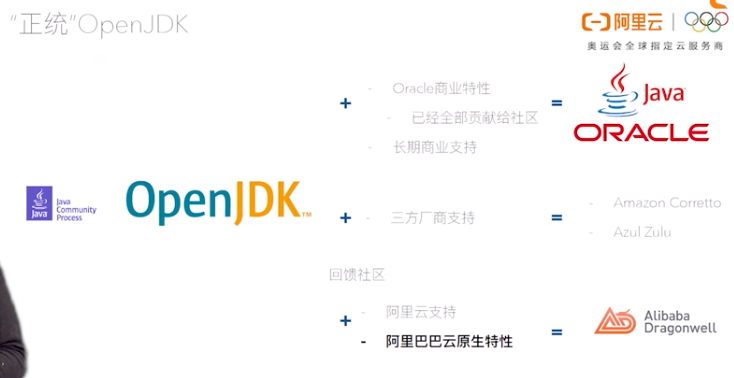 “正统”OpenJDK
阿里云
奥运会全球指定云服务商
+ - Oracle商业特性
- 已经全部贡献给社区
- 长期商业支持
=
Java
ORACLE
Java
Java
Community
Process
OpenJDK™
+ - 三方厂商支持
=
- Amazon Corretto
- Azul Zulu
回馈社区
+ - 阿里云支持
- 阿里巴巴云原生特性
=
Alibaba
Dragonwell